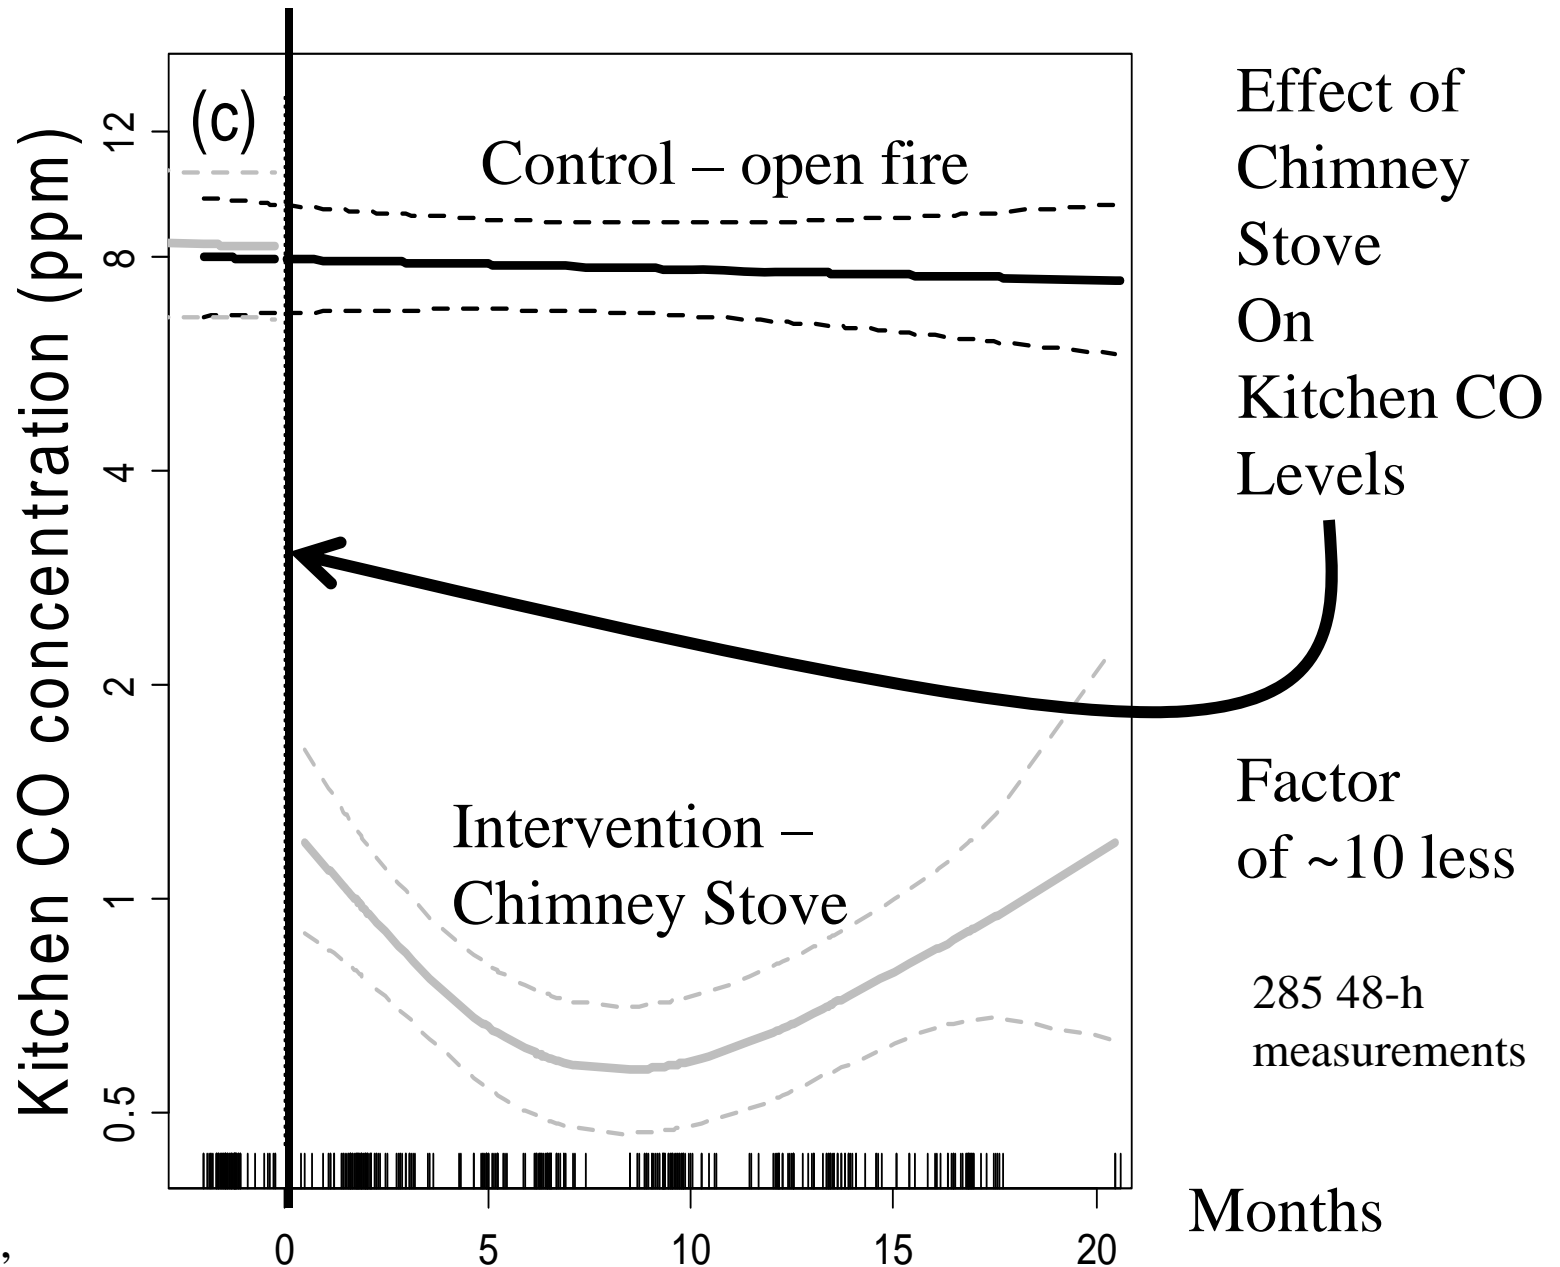 (c)
Control – open fire
Intervention –
Chimney Stove
Kitchen CO concentration (ppm)
12
8
4
2
1
0.5
0
5
10
15
20
Months
Effect of
Chimney
Stove
On
Kitchen CO
Levels
Factor
of ~10 less
285 48-h
measurements
,